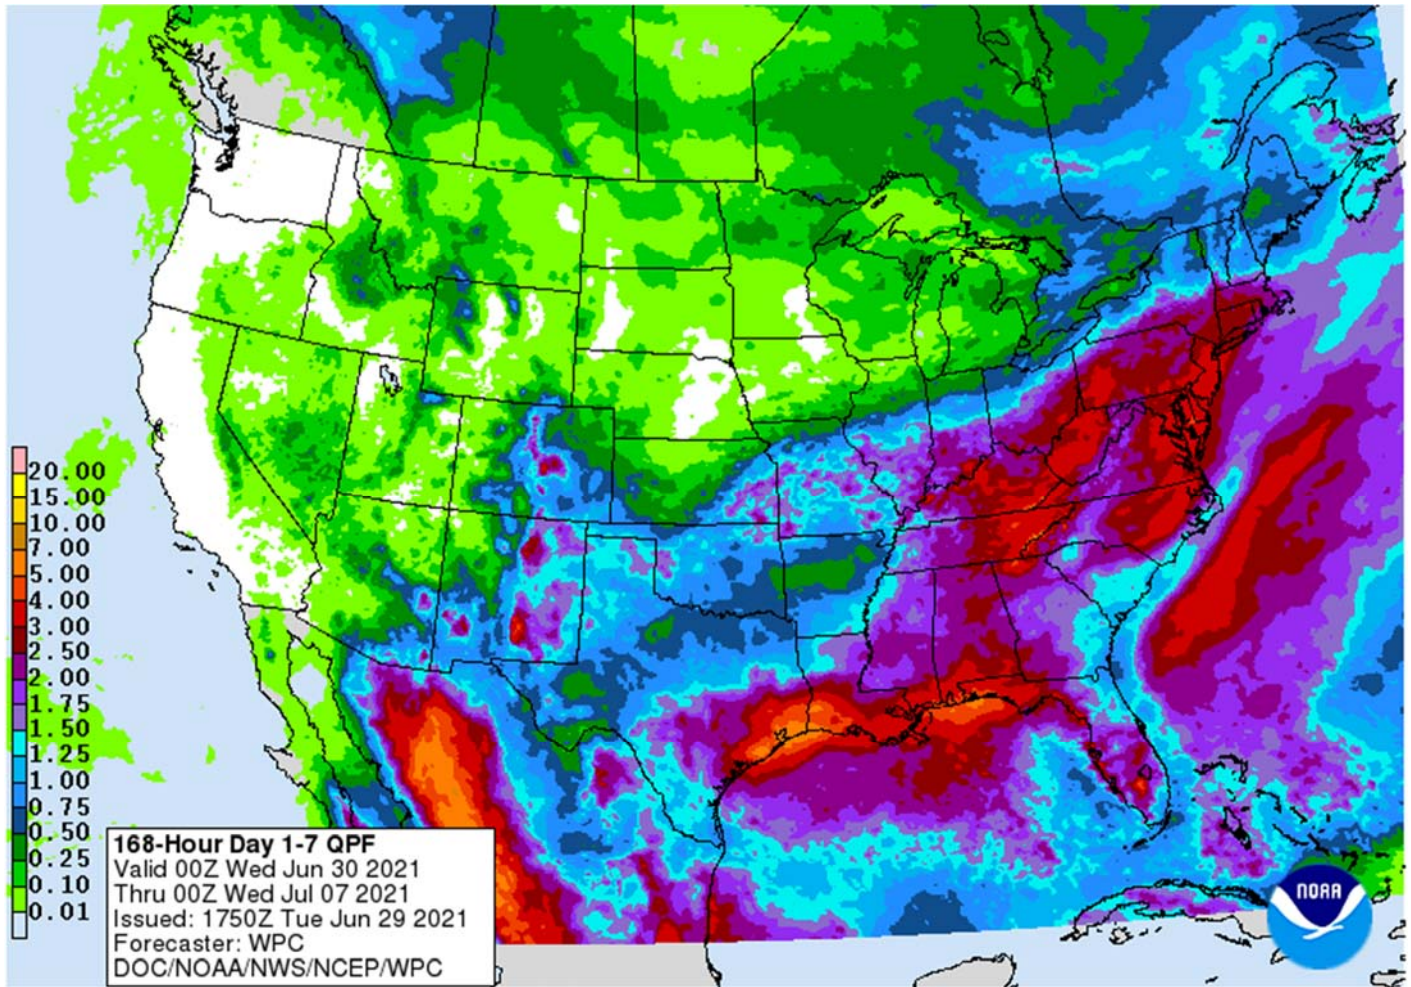 20.00
15.00
10.00
7.00
5.00
4.00
3.00
2.50
2.00
1.75
1.50
1.25
1.00
0.75
0.50
0.25
0.10
0.01
168-Hour Day 1-7 QPF
Valid 00Z Wed Jun 30 2021
Thru 00Z Wed Jul 07 2021
Issued: 1750Z Tue Jun 29 2021
Forecaster: WPC
DOC/NOAA/NWS/NCEP/WPC
NOAA